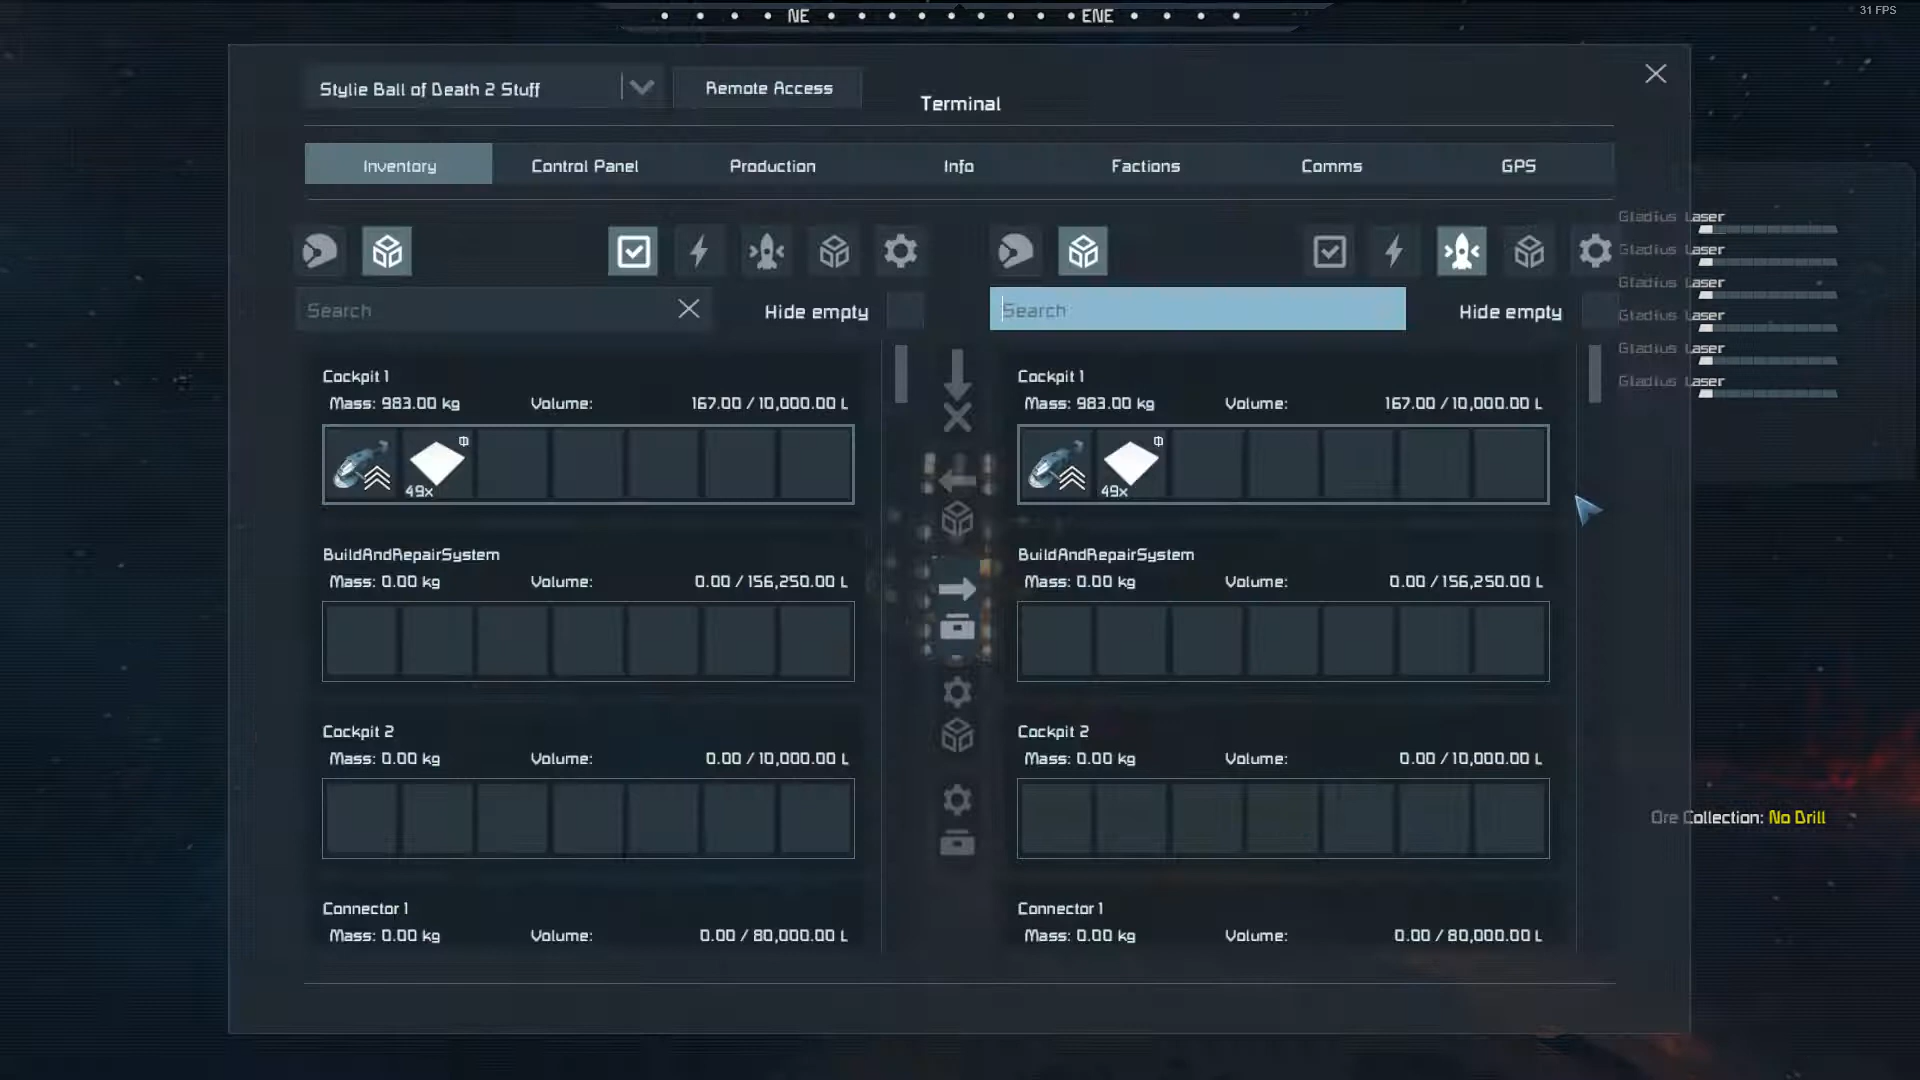 NE ENE
31 FPS
Stylie Ball of Death 2 Stuff
Remote Access
Terminal
Inventory Control Panel Production Info Factions Comms GPS
Search
Hide empty
Search
Hide empty
Cockpit 1
Mass: 983.00 kg Volume: 167.00 / 10,000.00 L
49x
BuildAndRepairSystem
Mass: 0.00 kg Volume: 0.00 / 156,250.00 L
Cockpit 2
Mass: 0.00 kg Volume: 0.00 / 10,000.00 L
Connector 1
Mass: 0.00 kg Volume: 0.00 / 80,000.00 L
Cockpit 1
Mass: 983.00 kg Volume: 167.00 / 10,000.00 L
49x
BuildAndRepairSystem
Mass: 0.00 kg Volume: 0.00 / 156,250.00 L
Cockpit 2
Mass: 0.00 kg Volume: 0.00 / 10,000.00 L
Connector 1
Mass: 0.00 kg Volume: 0.00 / 80,000.00 L
Gladius Laser
Gladius Laser
Gladius Laser
Gladius Laser
Gladius Laser
Gladius Laser
Ore Collection: No Drill